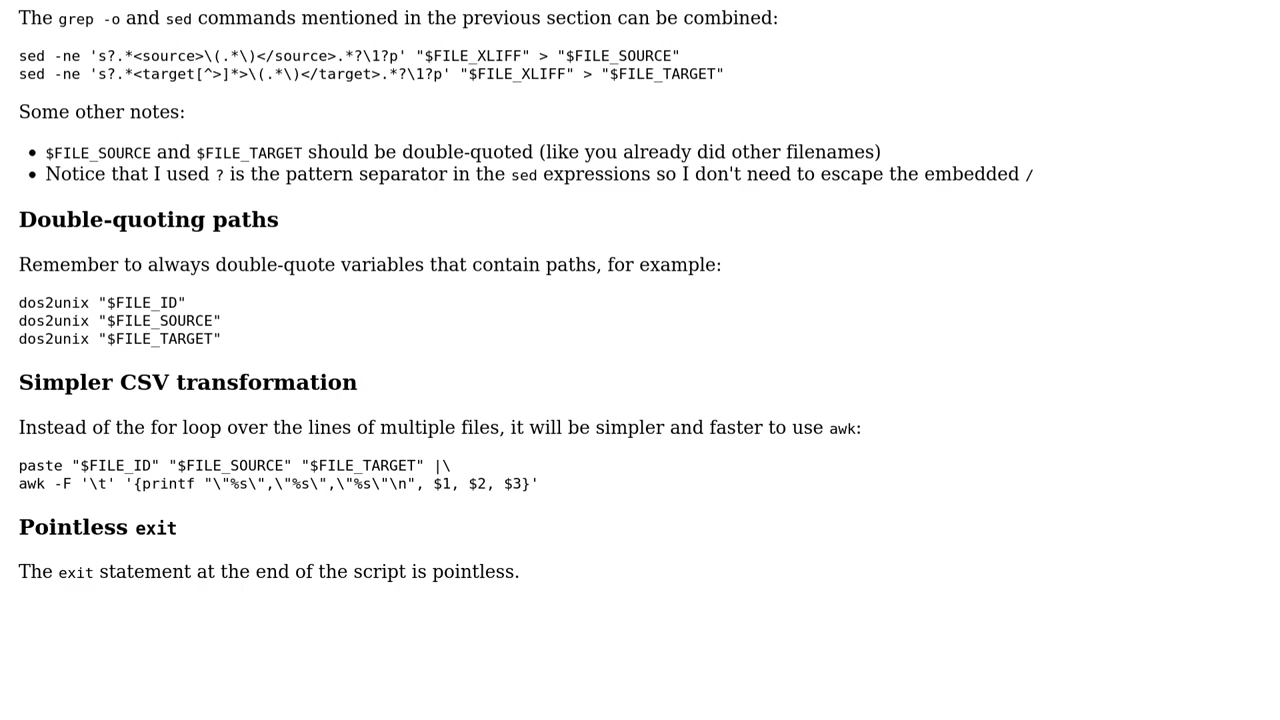 The grep -o and sed commands mentioned in the previous section can be combined:
sed -ne 's?.*<source>\(.*\)</source>.*?\1?p' "$FILE_XLIFF" > "$FILE_SOURCE"
sed -ne 's?.*<target[^>]*>\(.*\)</target>.*?\1?p' "$FILE_XLIFF" > "$FILE_TARGET"
Some other notes:
• $FILE_SOURCE and $FILE_TARGET should be double-quoted (like you already did other filenames)
• Notice that I used ? is the pattern separator in the sed expressions so I don't need to escape the embedded /
Double-quoting paths
Remember to always double-quote variables that contain paths, for example:
dos2unix "$FILE_ID"
dos2unix "$FILE_SOURCE"
dos2unix "$FILE_TARGET"
Simpler CSV transformation
Instead of the for loop over the lines of multiple files, it will be simpler and faster to use awk:
paste "$FILE_ID" "$FILE_SOURCE" "$FILE_TARGET" |\
awk -F '\t' '{printf "\"%s\",\"%s\",\"%s\"\n", $1, $2, $3}'
Pointless exit
The exit statement at the end of the script is pointless.